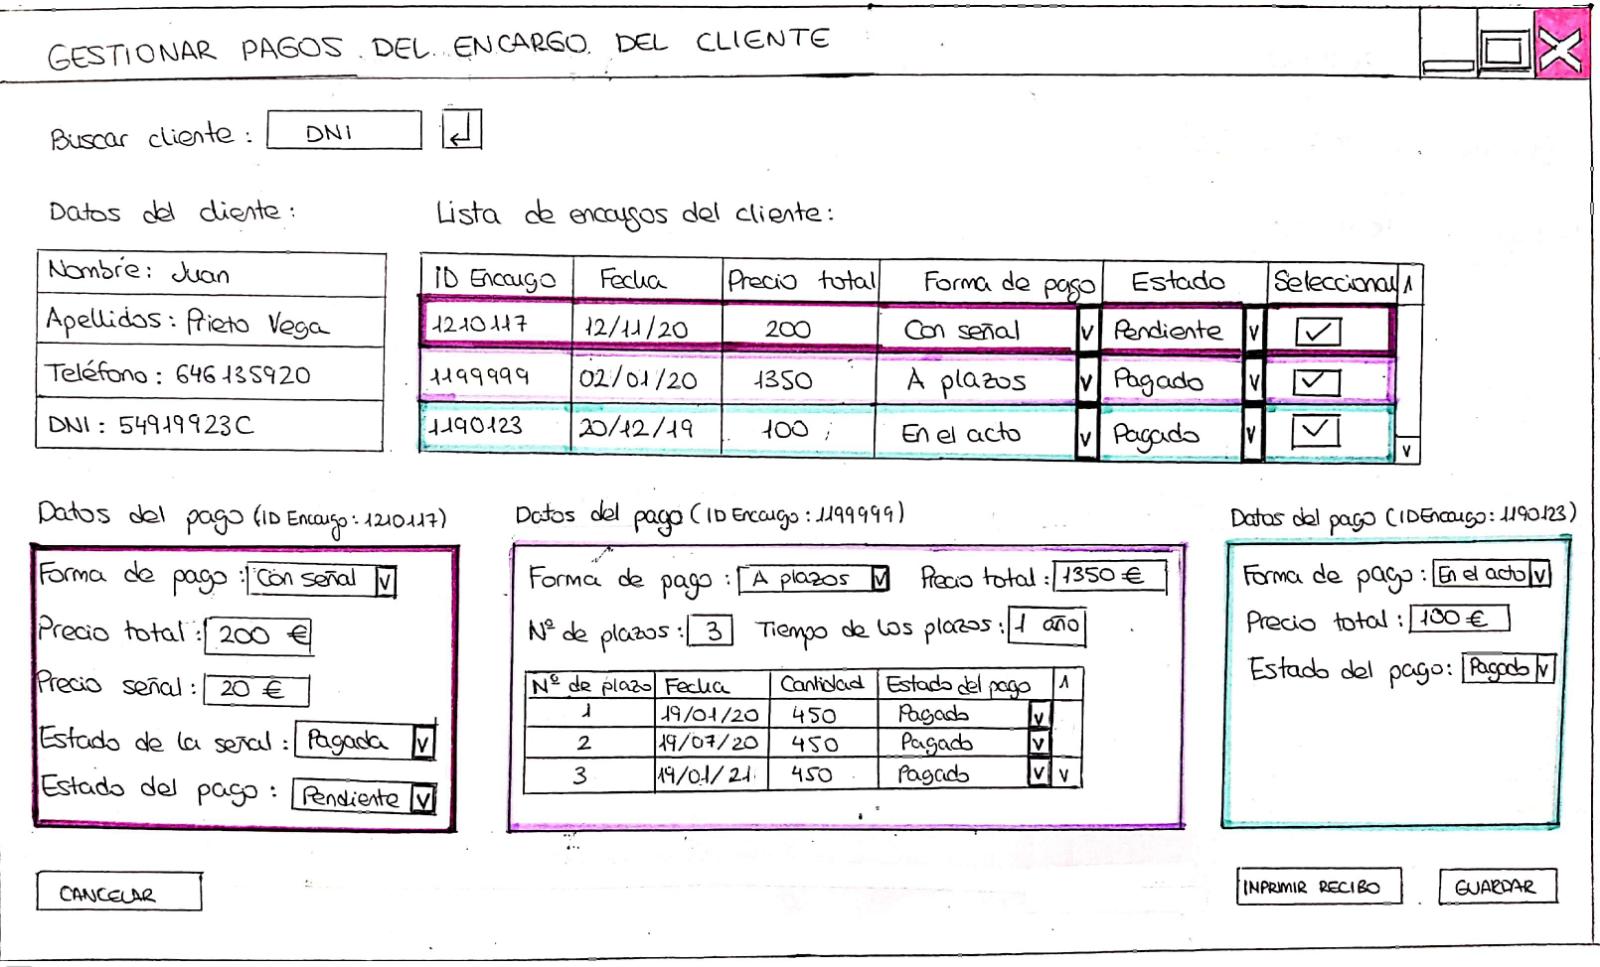 GESTIONAR PAGOS DEL ENCARGO DEL CLIENTE
Buscar cliente : DNI
Datos del cliente :
Lista de encargos del cliente :
Nombre : Juan
Apellidos : Prieto Vega
Teléfono : 646135920
DNI : 54919923C
ID Encargo Fecha Precio total Forma de pago Estado Seleccionar
1210117 12/11/20 200 Con señal v Pendiente v
1199999 02/01/20 1350 A plazos v Pagado v
1190123 20/12/19 100 En el acto v Pagado v v
Datos del pago (ID Encargo : 1210117)
Forma de pago : Con señal v
Precio total : 200 €
Precio señal : 20 €
Estado de la señal : Pagada v
Estado del pago : Pendiente v
Datos del pago (ID Encargo : 1199999)
Forma de pago : A plazos v Precio total : 1350 €
Nº de plazos : 3 Tiempo de los plazos : 1 año
Nº de plazo Fecha Cantidad Estado del pago
1 19/01/20 450 Pagado v
2 19/07/20 450 Pagado v
3 19/01/21 450 Pagado v v
Datos del pago (ID Encargo : 1190123)
Forma de pago : En el acto v
Precio total : 100 €
Estado del pago : Pagado v
CANCELAR
INPRIMIR RECIBO
GUARDAR